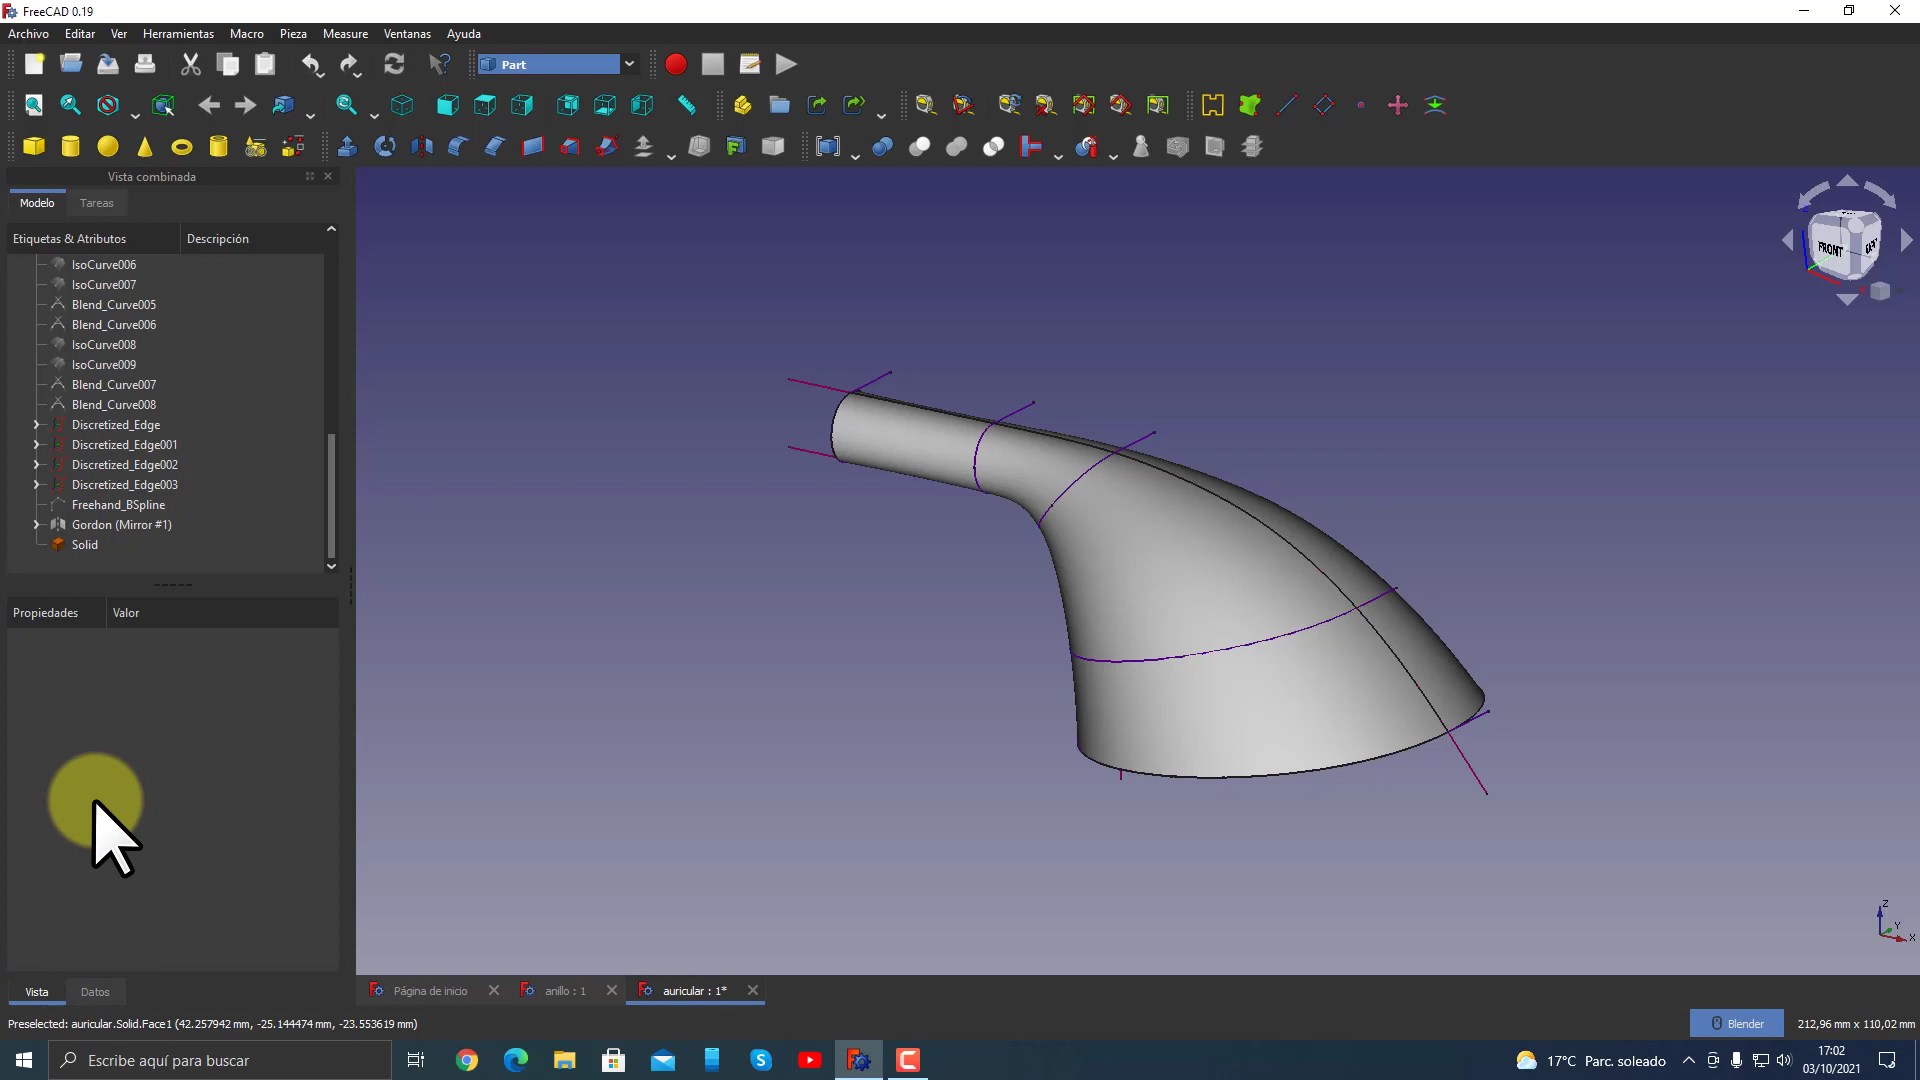 FreeCAD 0.19
Archivo Editar Ver Herramientas Macro Pieza Measure Ventanas Ayuda
Part
Vista combinada
Modelo Tareas
Etiquetas & Atributos Descripción
IsoCurve006
IsoCurve007
Blend_Curve005
Blend_Curve006
IsoCurve008
IsoCurve009
Blend_Curve007
Blend_Curve008
Discretized_Edge
Discretized_Edge001
Discretized_Edge002
Discretized_Edge003
Freehand_BSpline
Gordon (Mirror #1)
Solid
Propiedades Valor
FRONT
Z
Y
X
Vista Datos
Página de inicio anillo : 1 auricular : 1*
Preselected: auricular.Solid.Face1 (42.257942 mm, -25.144474 mm, -23.553619 mm)
Blender 212,96 mm x 110,02 mm
Escribe aquí para buscar
17°C Parc. soleado
17:02
03/10/2021